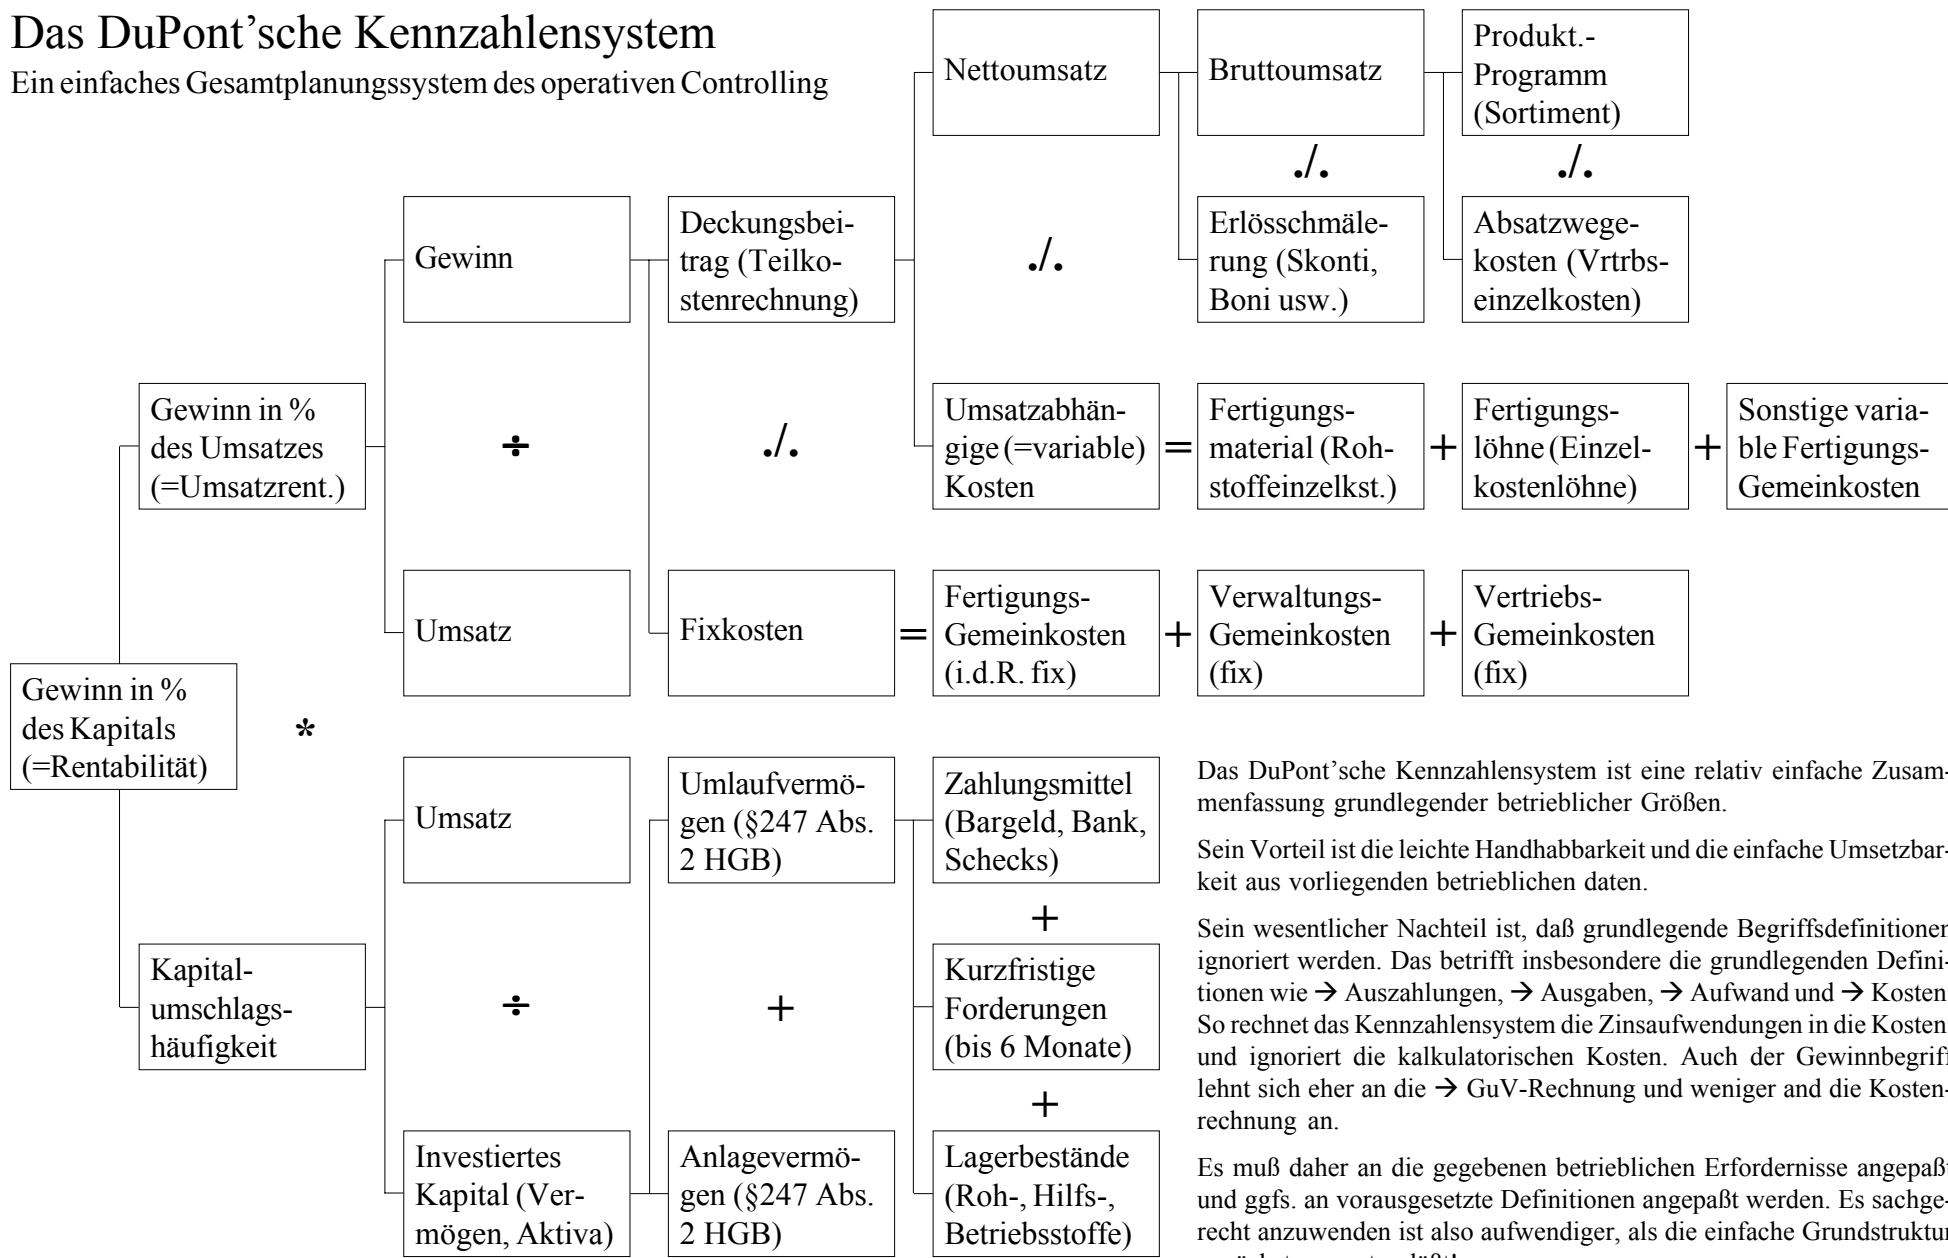 Das DuPont’sche Kennzahlensystem
Ein einfaches Gesamtplanungssystem des operativen Controlling
Nettoumsatz
Bruttoumsatz
Produkt.-
Programm
(Sortiment)
./.
./.
Gewinn
Deckungsbei-
trag (Teilko-
stenrechnung)
./.
Erlösschmäle-
rung (Skonti,
Boni usw.)
Absatzwege-
kosten (Vrtrbs-
einzelkosten)
Gewinn in %
des Umsatzes
(=Umsatzrent.)
÷
./.
Umsatzabhän-
gige (=variable)
Kosten
=
Fertigungs-
material (Roh-
stoffeinzelkst.)
+
Fertigungs-
löhne (Einzel-
kostenlöhne)
+
Sonstige varia-
ble Fertigungs-
Gemeinkosten
Umsatz
Fixkosten
=
Fertigungs-
Gemeinkosten
(i.d.R. fix)
+
Verwaltungs-
Gemeinkosten
(fix)
+
Vertriebs-
Gemeinkosten
(fix)
Gewinn in %
des Kapitals
(=Rentabilität)
*
Umsatz
Umlaufvermö-
gen (§247 Abs.
2 HGB)
Zahlungsmittel
(Bargeld, Bank,
Schecks)
+
Kapital-
umschlags-
häufigkeit
÷
+
Kurzfristige
Forderungen
(bis 6 Monate)
+
Investiertes
Kapital (Ver-
mögen, Aktiva)
Anlagevermö-
gen (§247 Abs.
2 HGB)
Lagerbestände
(Roh-, Hilfs-,
Betriebsstoffe)
Das DuPont’sche Kennzahlensystem ist eine relativ einfache Zusam-
menfassung grundlegender betrieblicher Größen.
Sein Vorteil ist die leichte Handhabbarkeit und die einfache Umsetzbar-
keit aus vorliegenden betrieblichen daten.
Sein wesentlicher Nachteil ist, daß grundlegende Begriffsdefinitionen
ignoriert werden. Das betrifft insbesondere die grundlegenden Defini-
tionen wie → Auszahlungen, → Ausgaben, → Aufwand und → Kosten
So rechnet das Kennzahlensystem die Zinsaufwendungen in die Kosten
und ignoriert die kalkulatorischen Kosten. Auch der Gewinnbegriff
lehnt sich eher an die → GuV-Rechnung und weniger and die Kosten-
rechnung an.
Es muß daher an die gegebenen betrieblichen Erfordernisse angepaßt
und ggfs. an vorausgesetzte Definitionen angepaßt werden. Es sachge-
recht anzuwenden ist also aufwendiger, als die einfache Grundstruktur